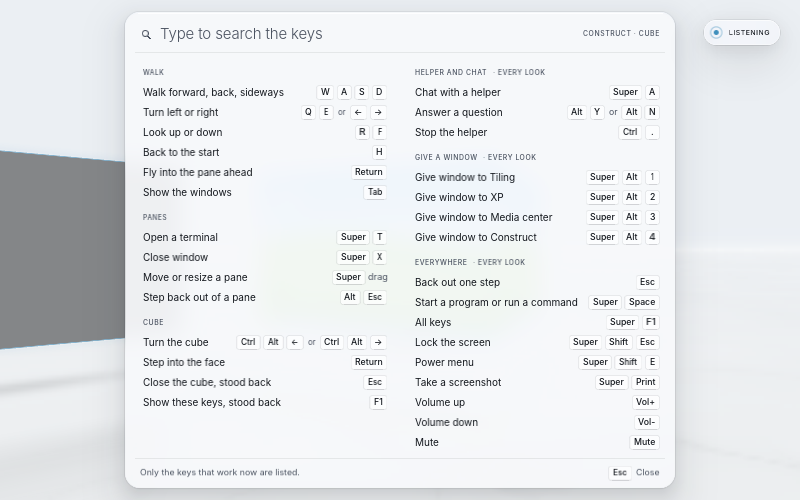 Type to search the keys
CONSTRUCT · CUBE
LISTENING
WALK
Walk forward, back, sideways W A S D
Turn left or right Q E or ← →
Look up or down R F
Back to the start H
Fly into the pane ahead Return
Show the windows Tab
PANES
Open a terminal Super T
Close window Super X
Move or resize a pane Super drag
Step back out of a pane Alt Esc
CUBE
Turn the cube Ctrl Alt ← or Ctrl Alt →
Step into the face Return
Close the cube, stood back Esc
Show these keys, stood back F1
HELPER AND CHAT · EVERY LOOK
Chat with a helper Super A
Answer a question Alt Y or Alt N
Stop the helper Ctrl .
GIVE A WINDOW · EVERY LOOK
Give window to Tiling Super Alt 1
Give window to XP Super Alt 2
Give window to Media center Super Alt 3
Give window to Construct Super Alt 4
EVERYWHERE · EVERY LOOK
Back out one step Esc
Start a program or run a command Super Space
All keys Super F1
Lock the screen Super Shift Esc
Power menu Super Shift E
Take a screenshot Super Print
Volume up Vol+
Volume down Vol-
Mute Mute
Only the keys that work now are listed.
Esc Close